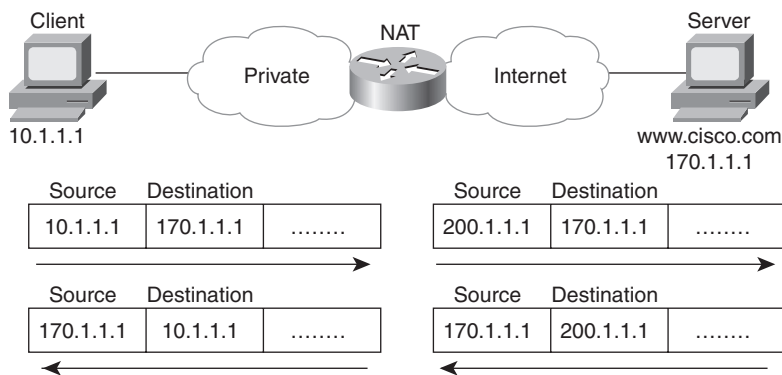 Client
NAT
Server
Private
Internet
10.1.1.1
www.cisco.com
170.1.1.1
Source Destination
10.1.1.1 170.1.1.1 ........
Source Destination
200.1.1.1 170.1.1.1 ........
Source Destination
170.1.1.1 10.1.1.1 ........
Source Destination
170.1.1.1 200.1.1.1 ........